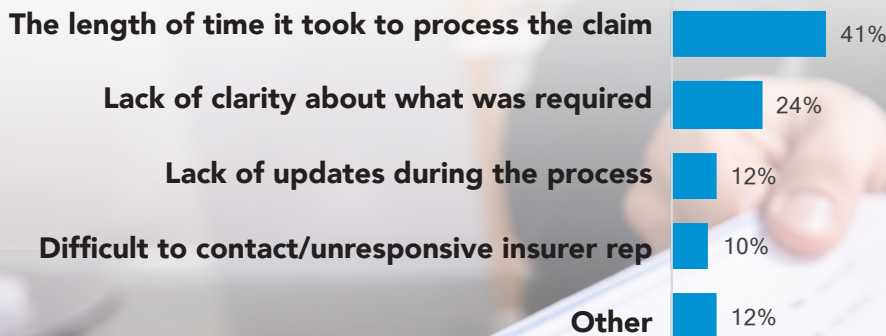 The length of time it took to process the claim 41%
Lack of clarity about what was required 24%
Lack of updates during the process 12%
Difficult to contact/unresponsive insurer rep 10%
Other 12%